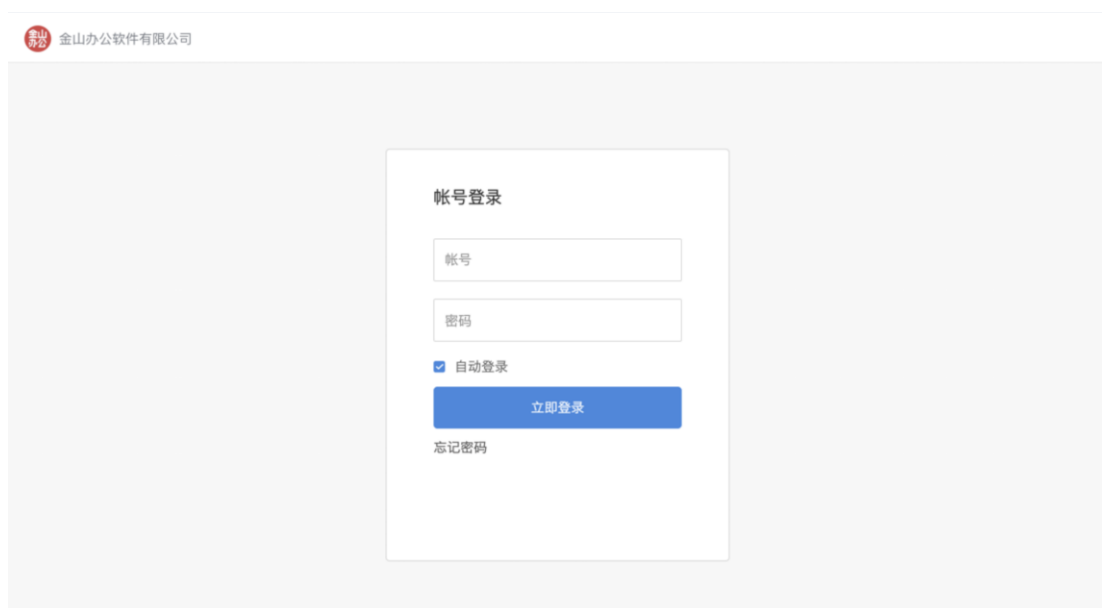 金山办公
金山办公软件有限公司
帐号登录
帐号
密码
自动登录
立即登录
忘记密码